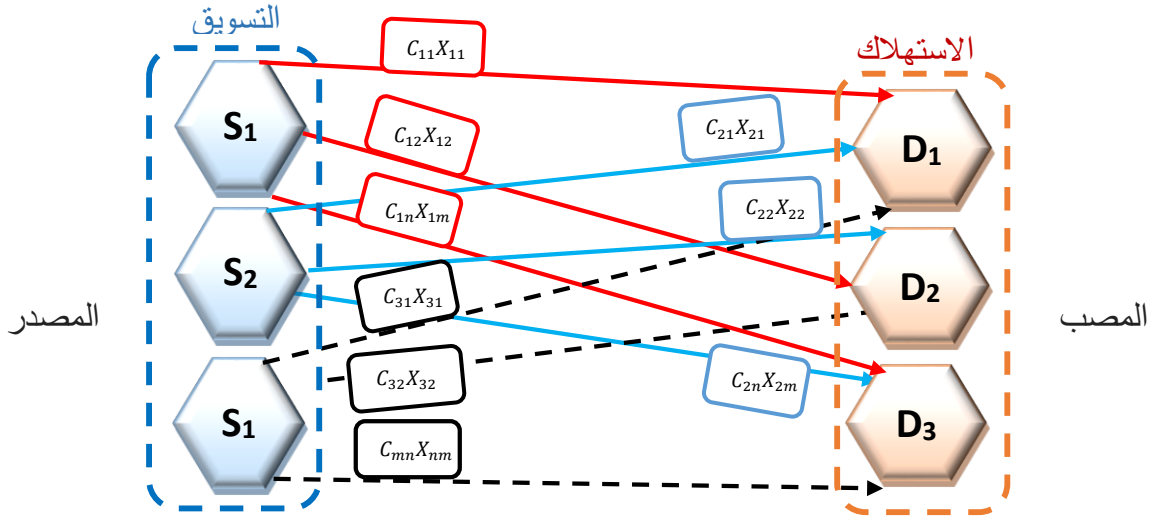 التسويق
الاستهلاك
C₁₁X₁₁
S₁
C₁₂X₁₂
C₂₁X₂₁
D₁
C₁ₙX₁ₘ
C₂₂X₂₂
S₂
C₃₁X₃₁
D₂
المصدر
المصب
C₃₂X₃₂
C₂ₙX₂ₘ
S₁
D₃
CₘₙXₙₘ